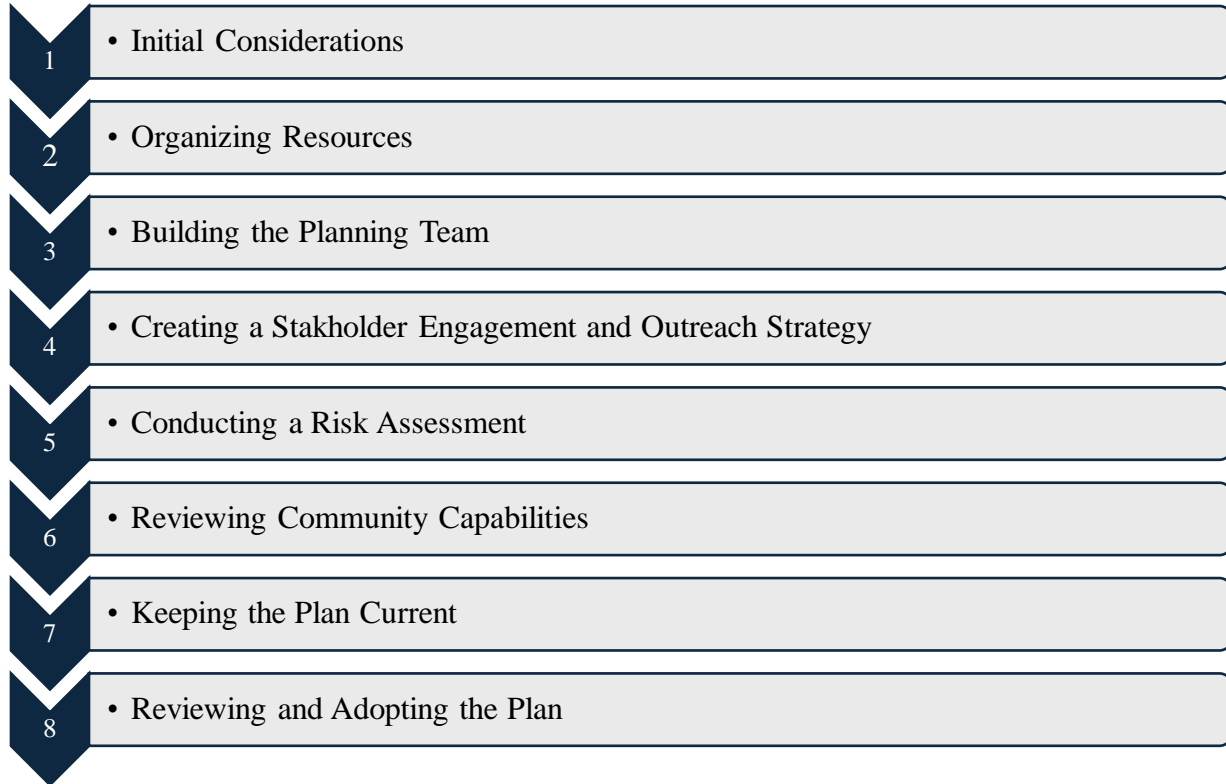 1
• Initial Considerations
2
• Organizing Resources
3
• Building the Planning Team
4
• Creating a Stakholder Engagement and Outreach Strategy
5
• Conducting a Risk Assessment
6
• Reviewing Community Capabilities
7
• Keeping the Plan Current
8
• Reviewing and Adopting the Plan